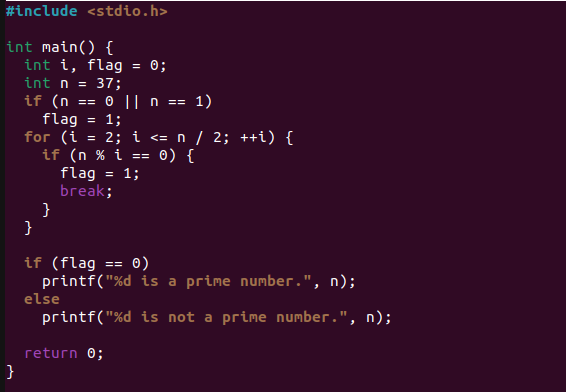 #include <stdio.h>

int main() {
  int i, flag = 0;
  int n = 37;
  if (n == 0 || n == 1)
    flag = 1;
  for (i = 2; i <= n / 2; ++i) {
    if (n % i == 0) {
      flag = 1;
      break;
    }
  }

  if (flag == 0)
    printf("%d is a prime number.", n);
  else
    printf("%d is not a prime number.", n);

  return 0;
}